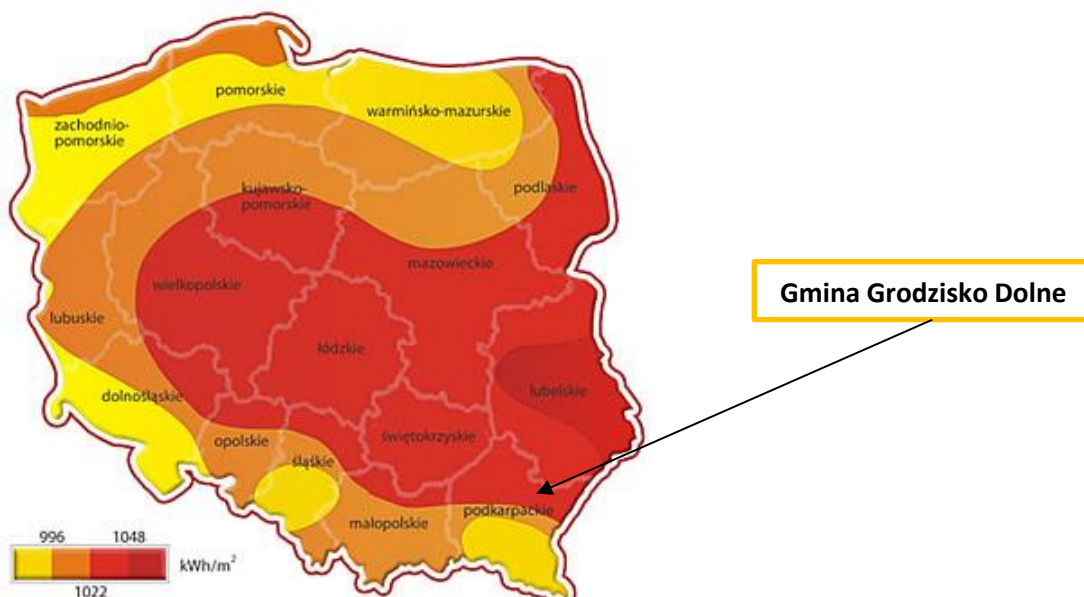 pomorskie
warmińsko-mazurskie
zachodnio-
pomorskie
podlaskie
kujawsko-
pomorskie
mazowieckie
wielkopolskie
Gmina Grodzisko Dolne
lubuskie
łódzkie
lubelskie
dolnośląskie
świętokrzyskie
opolskie
śląskie
podkarpackie
małopolskie
996 1048
kWh/m²
1022